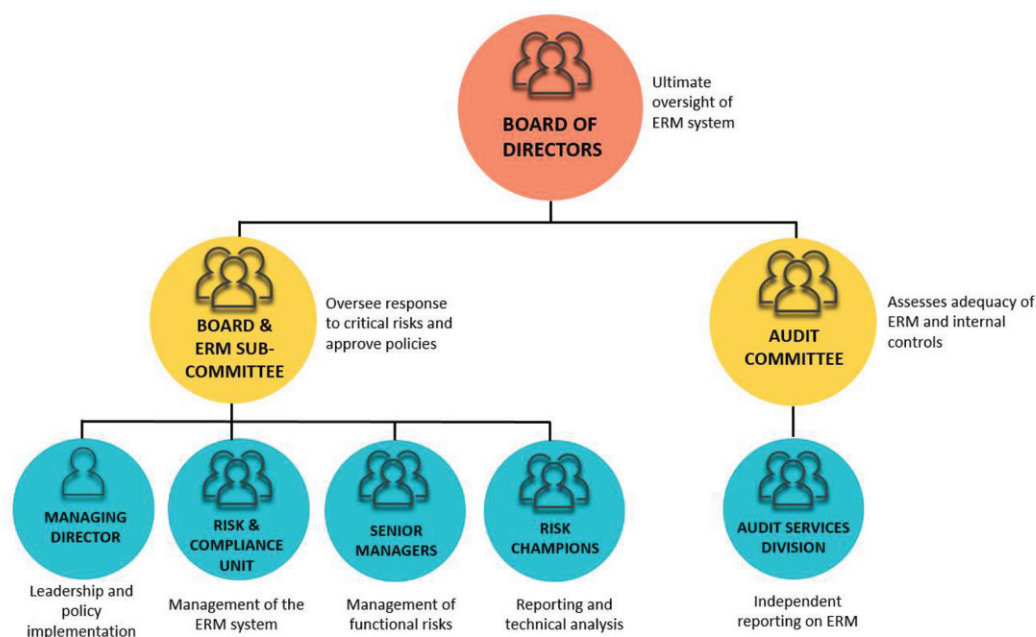 BOARD OF
DIRECTORS
Ultimate
oversight of
ERM system
BOARD &
ERM SUB-
COMMITTEE
Oversee response
to critical risks and
approve policies
AUDIT
COMMITTEE
Assesses adequacy of
ERM and internal
controls
MANAGING
DIRECTOR
Leadership and
policy
implementation
RISK &
COMPLIANCE
UNIT
Management of the
ERM system
SENIOR
MANAGERS
Management of
functional risks
RISK
CHAMPIONS
Reporting and
technical analysis
AUDIT SERVICES
DIVISION
Independent
reporting on ERM